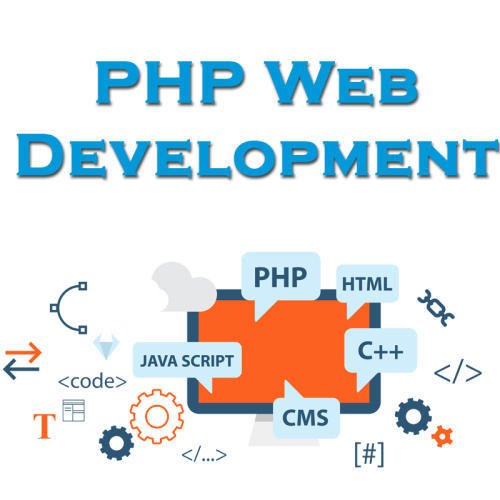 PHP Web
Development
PHP
HTML
JAVA SCRIPT
C++
<code>
</>
T
CMS
</...>
[#]